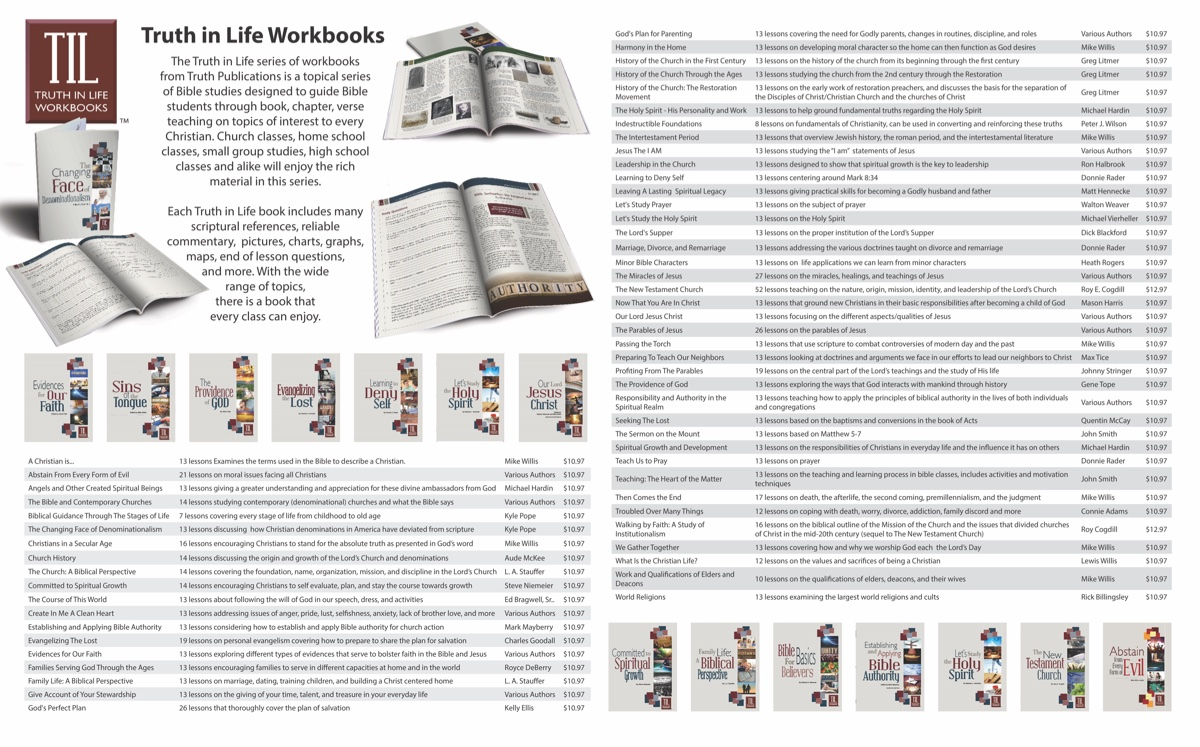 TIL
TRUTH IN LIFE
WORKBOOKS
TM
Truth in Life Workbooks
The Truth in Life series of workbooks
from Truth Publications is a topical series
of Bible studies designed to guide Bible
students through book, chapter, verse
teaching on topics of interest to every
Christian. Church classes, home school
classes, small group studies, high school
classes and alike will enjoy the rich
material in this series.
Each Truth in Life book includes many
scriptural references, reliable
commentary, pictures, charts, graphs,
maps, end of lesson questions,
and more. With the wide
range of topics,
there is a book that
every class can enjoy.
The
Changing
Face of
Denominationalism
AUTHORITY
Evidences
for Our
Faith
Sins
of the
Tongue
The
Providence
of GOD
Evangelizing
the Lost
Learning to
Deny
Self
Let's Study
the Holy
Spirit
Our Lord
Jesus
Christ
A Christian is... 13 lessons Examines the terms used in the Bible to describe a Christian. Mike Willis $10.97
Abstain From Every Form of Evil 21 lessons on moral issues facing all Christians Various Authors $10.97
Angels and Other Created Spiritual Beings 13 lessons giving a greater understanding and appreciation for these divine ambassadors from God Michael Hardin $10.97
The Bible and Contemporary Churches 14 lessons studying contemporary (denominational) churches and what the Bible says Various Authors $10.97
Biblical Guidance Through The Stages of Life 7 lessons covering every stage of life from childhood to old age Kyle Pope $10.97
The Changing Face of Denominationalism 13 lessons discussing how Christian denominations in America have deviated from scripture Kyle Pope $10.97
Christians in a Secular Age 16 lessons encouraging Christians to stand for the absolute truth as presented in God's word Mike Willis $10.97
Church History 14 lessons discussing the origin and growth of the Lord's Church and denominations Aude McKee $10.97
The Church: A Biblical Perspective 14 lessons covering the foundation, name, organization, mission, and discipline in the Lord's Church L. A. Stauffer $10.97
Committed to Spiritual Growth 14 lessons encouraging Christians to self evaluate, plan, and stay the course towards growth Steve Niemeier $10.97
The Course of This World 13 lessons about following the will of God in our speech, dress, and activities Ed Bragwell, Sr.. $10.97
Create In Me A Clean Heart 13 lessons addressing issues of anger, pride, lust, selfishness, anxiety, lack of brother love, and more Various Authors $10.97
Establishing and Applying Bible Authority 13 lessons considering how to establish and apply Bible authority for church action Mark Mayberry $10.97
Evangelizing The Lost 19 lessons on personal evangelism covering how to prepare to share the plan for salvation Charles Goodall $10.97
Evidences for Our Faith 13 lessons exploring different types of evidences that serve to bolster faith in the Bible and Jesus Various Authors $10.97
Families Serving God Through the Ages 13 lessons encouraging families to serve in different capacities at home and in the world Royce DeBerry $10.97
Family Life: A Biblical Perspective 13 lessons on marriage, dating, training children, and building a Christ centered home L. A. Stauffer $10.97
Give Account of Your Stewardship 13 lessons on the giving of your time, talent, and treasure in your everyday life Various Authors $10.97
God's Perfect Plan 26 lessons that thoroughly cover the plan of salvation Kelly Ellis $10.97
God's Plan for Parenting 13 lessons covering the need for Godly parents, changes in routines, discipline, and roles Various Authors $10.97
Harmony in the Home 13 lessons on developing moral character so the home can then function as God desires Mike Willis $10.97
History of the Church in the First Century 13 lessons on the history of the church from its beginning through the first century Greg Litmer $10.97
History of the Church Through the Ages 13 lessons studying the church from the 2nd century through the Restoration Greg Litmer $10.97
History of the Church: The Restoration 13 lessons on the early work of restoration preachers, and discusses the basis for the separation of Greg Litmer $10.97
Movement the Disciples of Christ/Christian Church and the churches of Christ
The Holy Spirit - His Personality and Work 13 lessons to help ground fundamental truths regarding the Holy Spirit Michael Hardin $10.97
Indestructible Foundations 8 lessons on fundamentals of Christianity, can be used in converting and reinforcing these truths Peter J. Wilson $10.97
The Intertestament Period 13 lessons that overview Jewish history, the roman period, and the intertestamental literature Mike Willis $10.97
Jesus The I AM 13 lessons studying the "I am" statements of Jesus Various Authors $10.97
Leadership in the Church 13 lessons designed to show that spiritual growth is the key to leadership Ron Halbrook $10.97
Learning to Deny Self 13 lessons centering around Mark 8:34 Donnie Rader $10.97
Leaving A Lasting Spiritual Legacy 13 lessons giving practical skills for becoming a Godly husband and father Matt Hennecke $10.97
Let's Study Prayer 13 lessons on the subject of prayer Walton Weaver $10.97
Let's Study the Holy Spirit 13 lessons on the Holy Spirit Michael Vierheller $10.97
The Lord's Supper 13 lessons on the proper institution of the Lord's Supper Dick Blackford $10.97
Marriage, Divorce, and Remarriage 13 lessons addressing the various doctrines taught on divorce and remarriage Donnie Rader $10.97
Minor Bible Characters 13 lessons on life applications we can learn from minor characters Heath Rogers $10.97
The Miracles of Jesus 27 lessons on the miracles, healings, and teachings of Jesus Various Authors $10.97
The New Testament Church 52 lessons teaching on the nature, origin, mission, identity, and leadership of the Lord's Church Roy E. Cogdill $12.97
Now That You Are In Christ 13 lessons that ground new Christians in their basic responsibilities after becoming a child of God Mason Harris $10.97
Our Lord Jesus Christ 13 lessons focusing on the different aspects/qualities of Jesus Various Authors $10.97
The Parables of Jesus 26 lessons on the parables of Jesus Various Authors $10.97
Passing the Torch 13 lessons that use scripture to combat controversies of modern day and the past Mike Willis $10.97
Preparing To Teach Our Neighbors 13 lessons looking at doctrines and arguments we face in our efforts to lead our neighbors to Christ Max Tice $10.97
Profiting From The Parables 19 lessons on the central part of the Lord's teachings and the study of His life Johnny Stringer $10.97
The Providence of God 13 lessons exploring the ways that God interacts with mankind through history Gene Tope $10.97
Responsibility and Authority in the 13 lessons teaching how to apply the principles of biblical authority in the lives of both individuals Various Authors $10.97
Spiritual Realm and congregations
Seeking The Lost 13 lessons based on the baptisms and conversions in the book of Acts Quentin McCay $10.97
The Sermon on the Mount 13 lessons based on Matthew 5-7 John Smith $10.97
Spiritual Growth and Development 13 lessons on the responsibilities of Christians in everyday life and the influence it has on others Michael Hardin $10.97
Teach Us to Pray 13 lessons on prayer Donnie Rader $10.97
Teaching: The Heart of the Matter 13 lessons on the teaching and learning process in bible classes, includes activities and motivation John Smith $10.97
techniques
Then Comes the End 17 lessons on death, the afterlife, the second coming, premillennialism, and the judgment Mike Willis $10.97
Troubled Over Many Things 12 lessons on coping with death, worry, divorce, addiction, family discord and more Connie Adams $10.97
Walking by Faith: A Study of 16 lessons on the biblical outline of the Mission of the Church and the issues that divided churches Roy Cogdill $12.97
Institutionalism of Christ in the mid-20th century (sequel to The New Testament Church)
We Gather Together 13 lessons covering how and why we worship God each the Lord's Day Mike Willis $10.97
What Is the Christian Life? 12 lessons on the values and sacrifices of being a Christian Lewis Willis $10.97
Work and Qualifications of Elders and 10 lessons on the qualifications of elders, deacons, and their wives Mike Willis $10.97
Deacons
World Religions 13 lessons examining the largest world religions and cults Rick Billingsley $10.97
Committed to
Spiritual
Growth
Family Life:
A Biblical
Perspective
Bible Basics
For
Believers
Establishing
and Applying
Bible
Authority
Let's Study
the Holy
Spirit
The New
Testament
Church
Abstain
from Every
Form of Evil